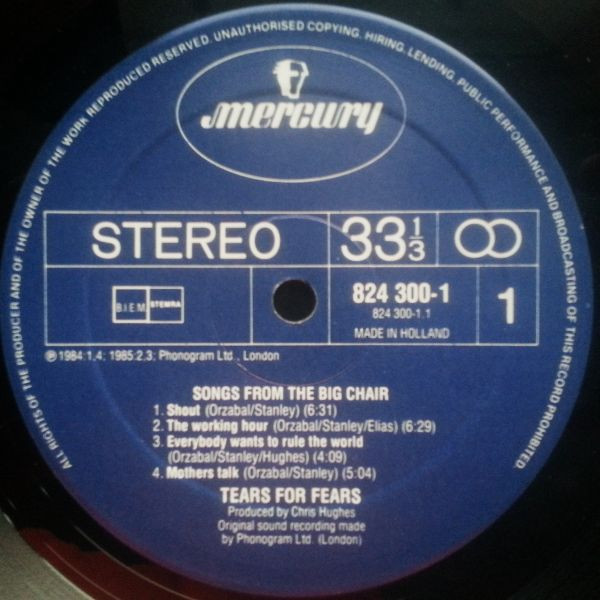 ALL RIGHTS OF THE PRODUCER AND OF THE OWNER OF THE WORK REPRODUCED RESERVED. UNAUTHORISED COPYING, HIRING, LENDING, PUBLIC PERFORMANCE AND BROADCASTING OF THIS RECORD PROHIBITED.
mercury
STEREO 33 1/3
BIEM STEMRA 824 300-1 1
824 300-1.1
MADE IN HOLLAND
℗ 1984:1,4; 1985:2,3; Phonogram Ltd., London
SONGS FROM THE BIG CHAIR
1. Shout (Orzabal/Stanley) (6:31)
2. The working hour (Orzabal/Stanley/Elias) (6:29)
3. Everybody wants to rule the world
(Orzabal/Stanley/Hughes) (4:09)
4. Mothers talk (Orzabal/Stanley) (5:04)
TEARS FOR FEARS
Produced by Chris Hughes
Original sound recording made
by Phonogram Ltd. (London)